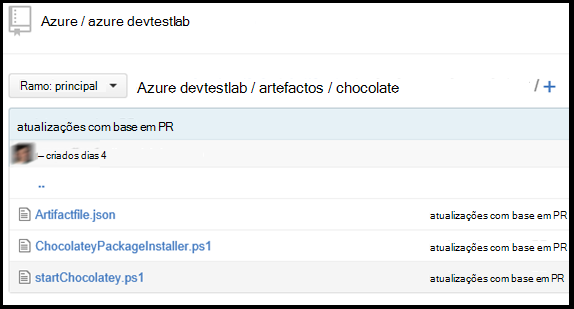 Azure / azure devtestlab
Ramo: principal
Azure devtestlab / artefactos / chocolate / +
atualizações com base em PR
– criados dias 4
..
Artifactfile.json atualizações com base em PR
ChocolateyPackageInstaller.ps1 atualizações com base em PR
startChocolatey.ps1 atualizações com base em PR